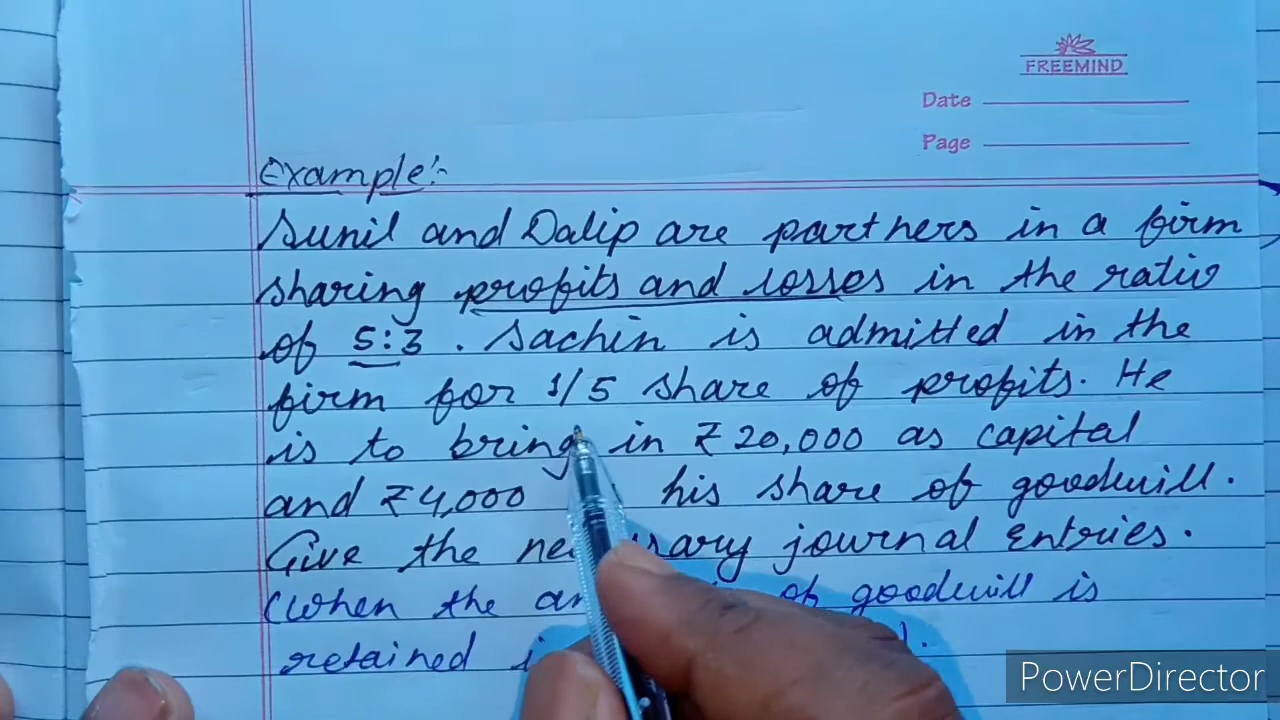 FREEMIND
Date
Page
Example:-
Sunil and Dalip are partners in a firm
sharing profits and losses in the ratio
of 5:3. Sachin is admitted in the
firm for 1/5 share of profits. He
is to bring in ₹20,000 as capital
and ₹4,000 his share of goodwill.
Give the journal Entries.
(When the of goodwill is
retained
PowerDirector